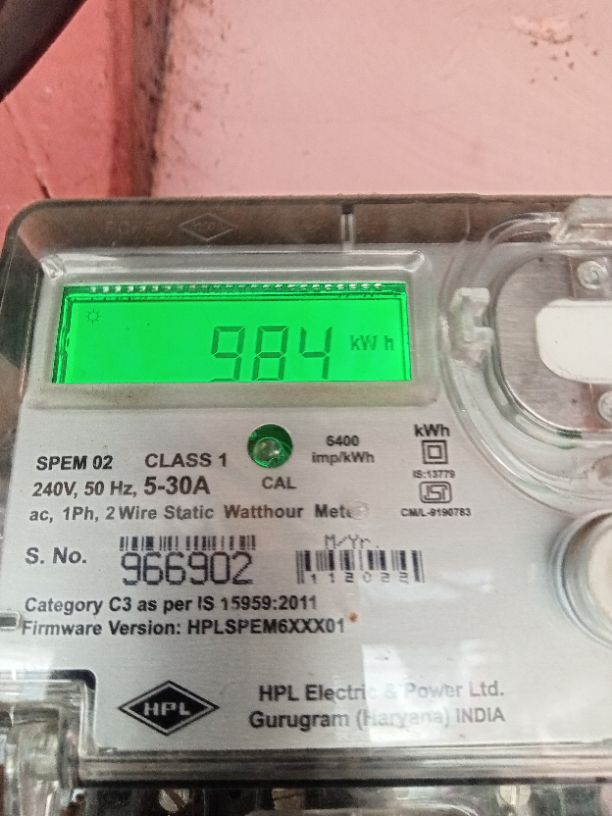 984 kWh
SPEM 02 CLASS 1
6400
imp/kWh
kWh
IS:13779
240V, 50 Hz, 5-30A
CAL
ac, 1Ph, 2 Wire Static Watthour Meter
CM/L-9190783
S. No. 966902
M/Yr.
112022
Category C3 as per IS 15959:2011
Firmware Version: HPLSPEM6XXX01
HPL
HPL Electric & Power Ltd.
Gurugram (Haryana) INDIA